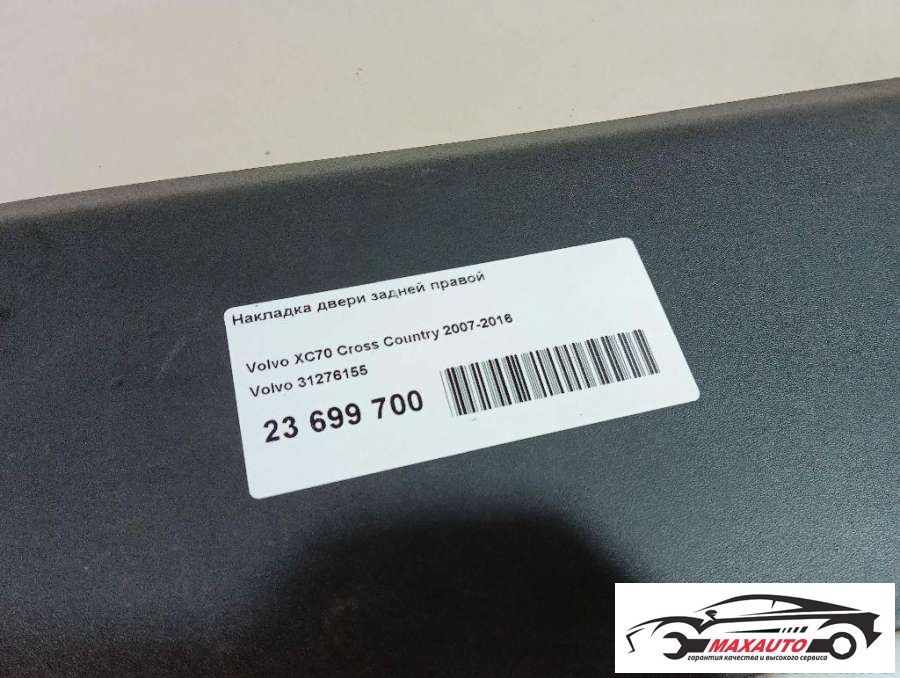 Накладка двери задней правой
Volvo XC70 Cross Country 2007-2016
Volvo 31276155
23 699 700
MAXAUTO
гарантия качества и высокого сервиса